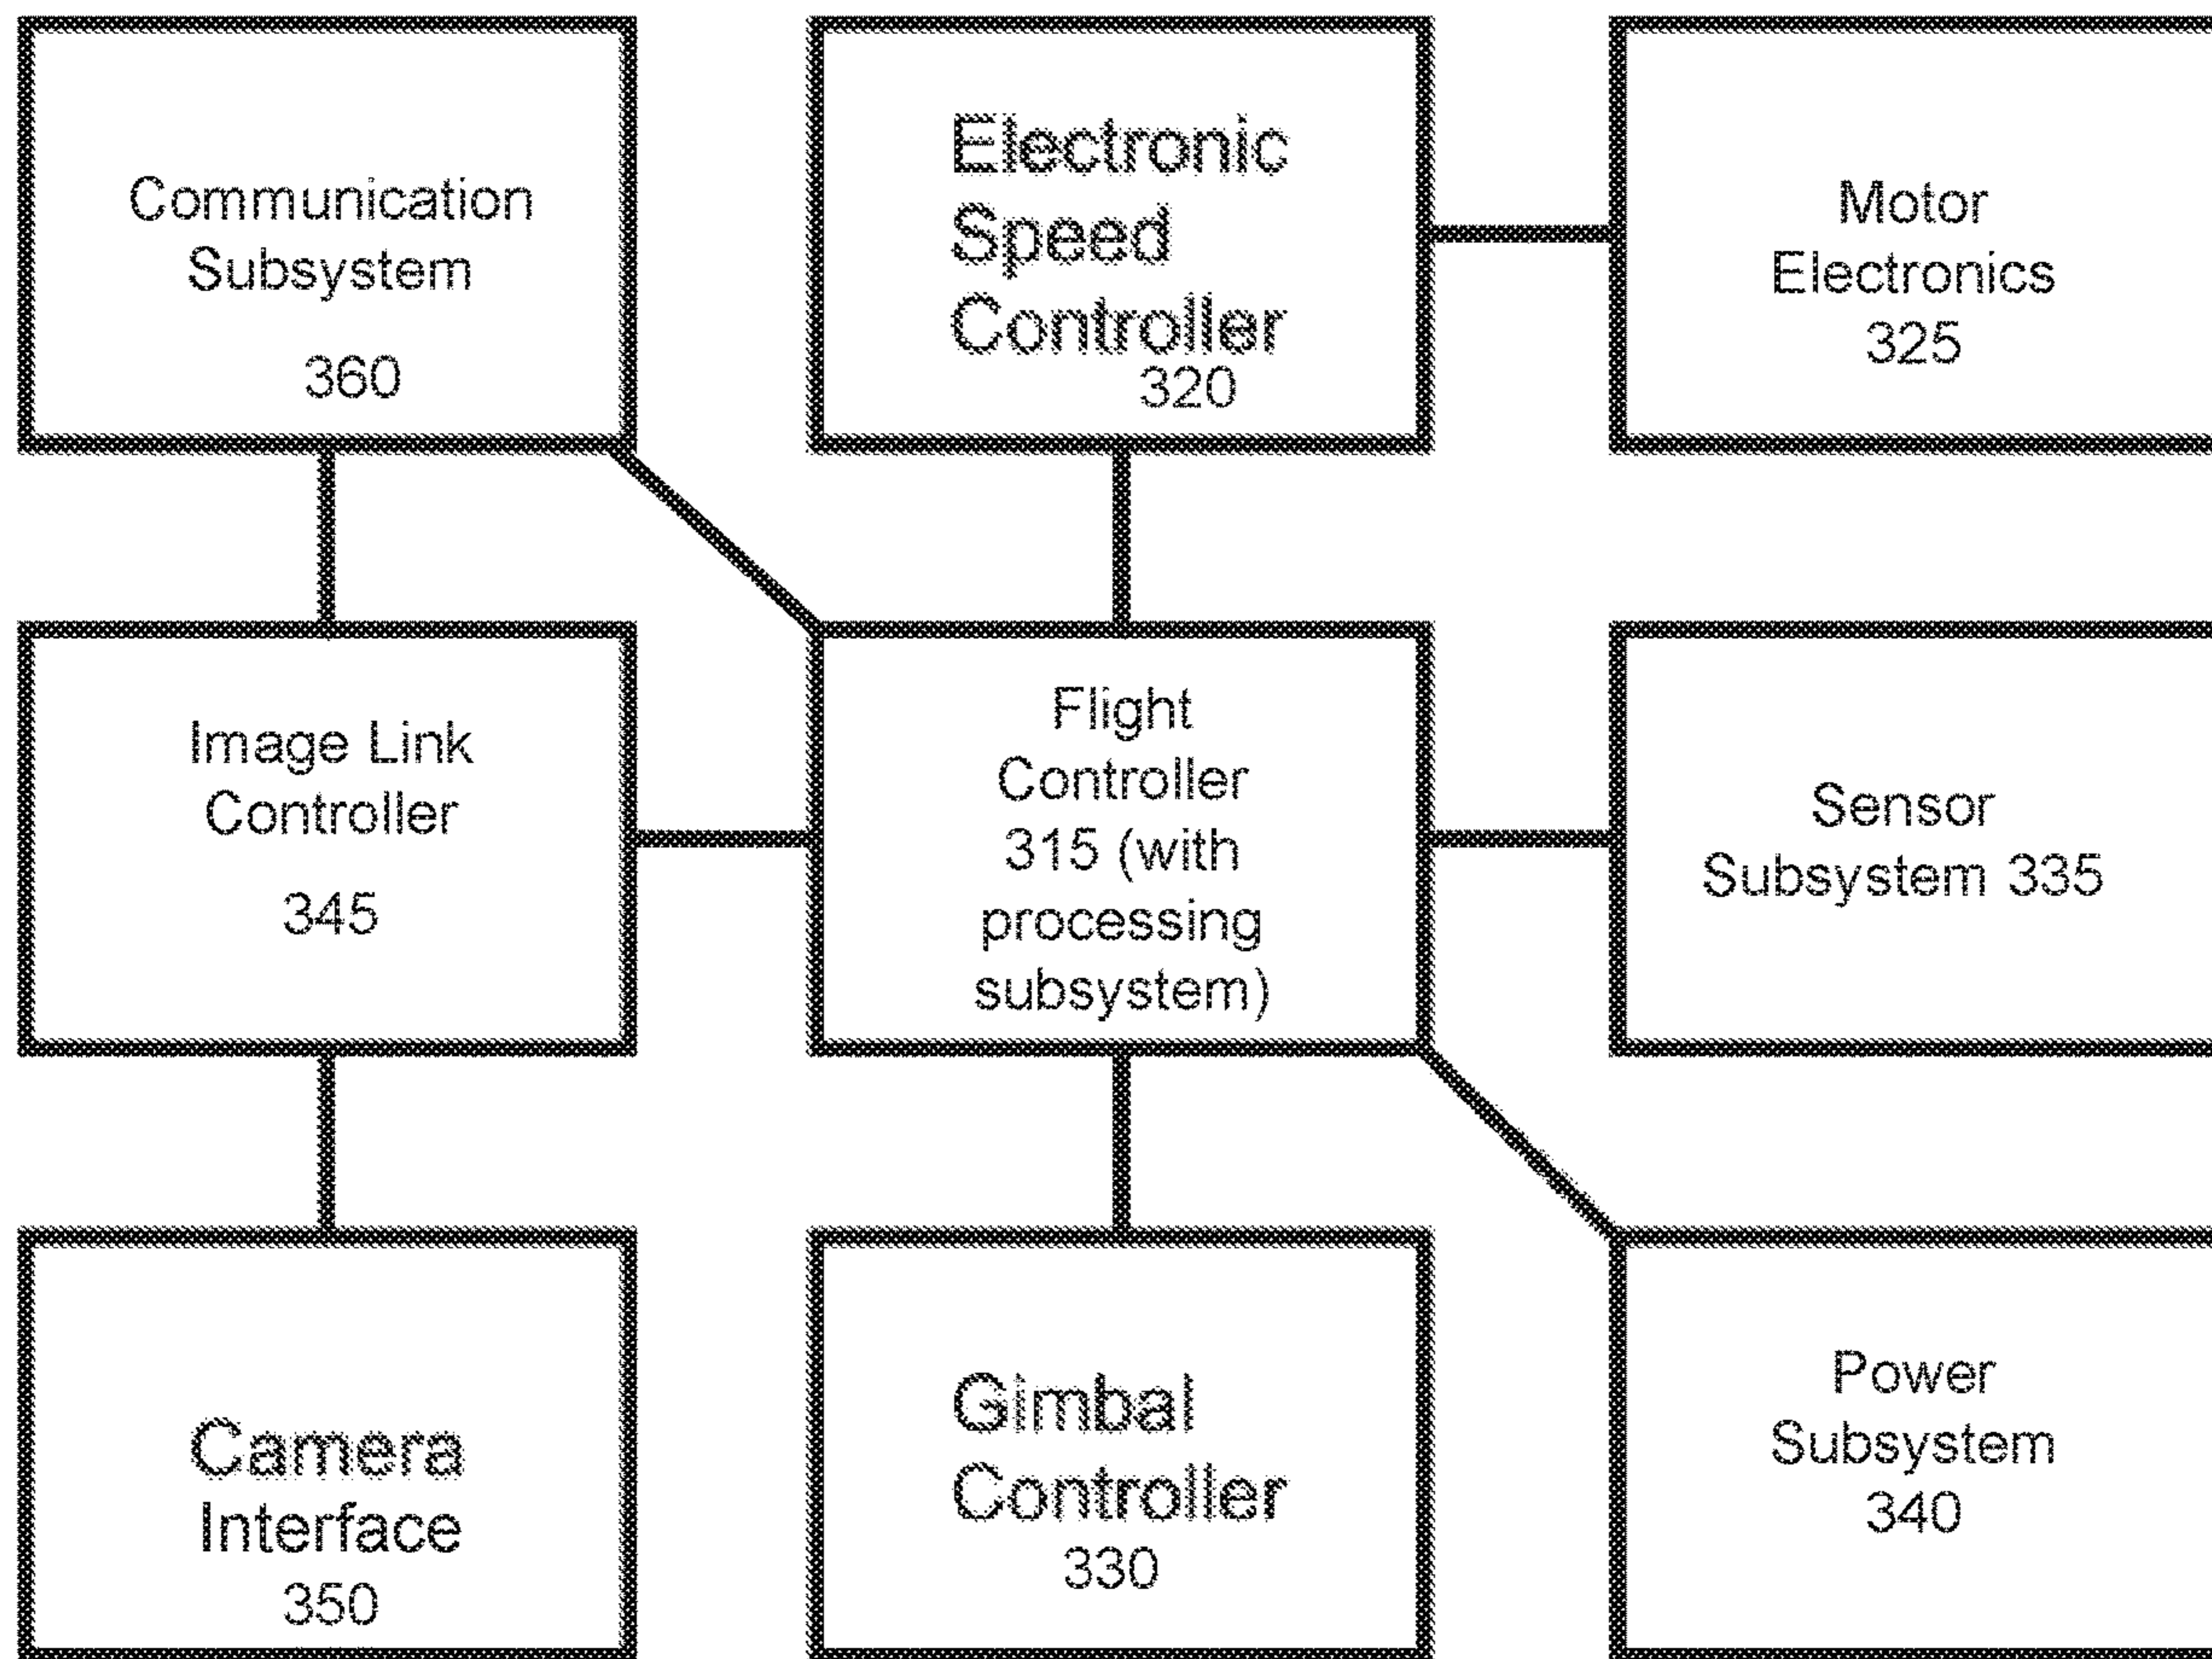 Communication
Subsystem
360
Electronic
Speed
Controller
320
Motor
Electronics
325
Image Link
Controller
345
Flight
Controller
315 (with
processing
subsystem)
Sensor
Subsystem 335
Camera
Interface
350
Gimbal
Controller
330
Power
Subsystem
340